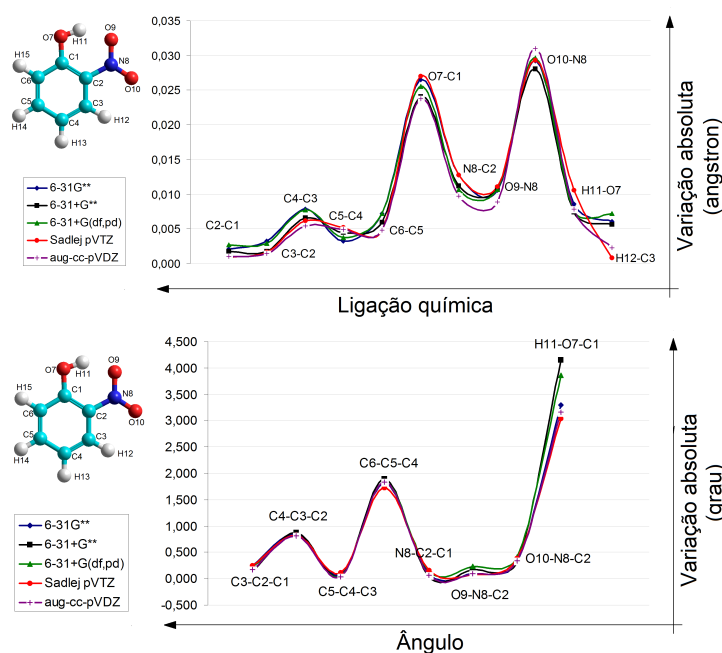 O7
H11
O9
H15
C1
N8
C6
C2
O10
C5
C3
H14
C4
H12
H13
6-31G**
6-31+G**
6-31+G(df,pd)
Sadlej pVTZ
aug-cc-pVDZ
0,035
0,030
0,025
0,020
0,015
0,010
0,005
0,000
C2-C1
C4-C3
C3-C2
C5-C4
C6-C5
O7-C1
N8-C2
O9-N8
O10-N8
H11-O7
H12-C3
Variação absoluta
(angstron)
Ligação química
O9
O7
H11
H15
C1
N8
C6
C2
O10
C5
C3
H14
C4
H12
H13
6-31G**
6-31+G**
6-31+G(df,pd)
Sadlej pVTZ
aug-cc-pVDZ
4,500
4,000
3,500
3,000
2,500
2,000
1,500
1,000
0,500
0,000
-0,500
C3-C2-C1
C4-C3-C2
C5-C4-C3
C6-C5-C4
N8-C2-C1
O9-N8-C2
O10-N8-C2
H11-O7-C1
Variação absoluta
(grau)
Ângulo